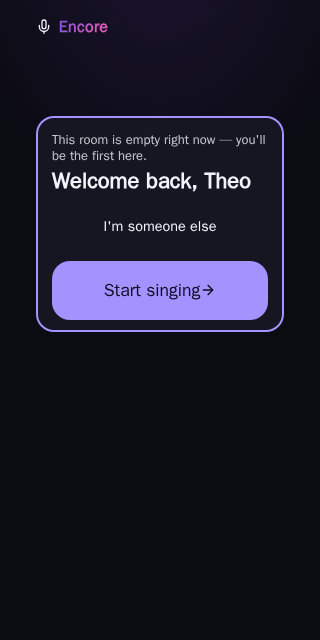 Encore
This room is empty right now — you'll
be the first here.
Welcome back, Theo
I'm someone else
Start singing→